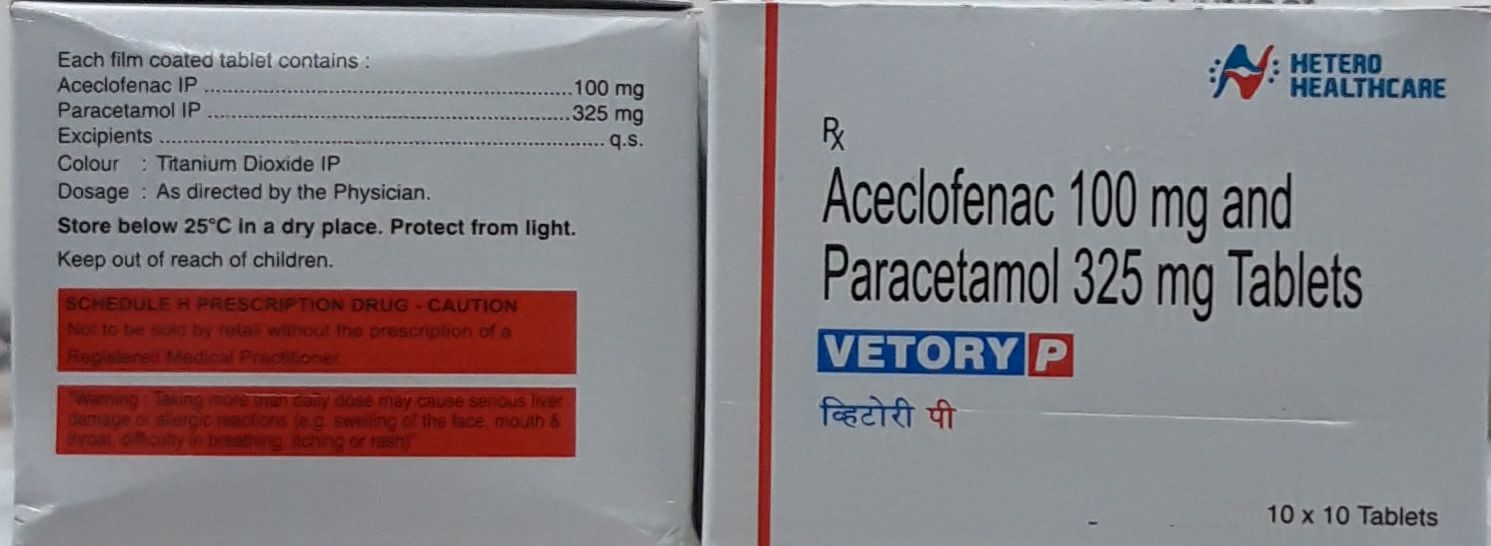 Each film coated tablet contains :
Aceclofenac IP ..........................................................100 mg
Paracetamol IP .........................................................325 mg
Excipients ...................................................................... q.s.
Colour : Titanium Dioxide IP
Dosage : As directed by the Physician.
Store below 25°C in a dry place. Protect from light.
Keep out of reach of children.
SCHEDULE H PRESCRIPTION DRUG - CAUTION
Not to be sold by retail without the prescription of a
Registered Medical Practitioner.
"Warning : Taking more than daily dose may cause serious liver
damage or allergic reactions (e.g. swelling of the face, mouth &
throat, difficulty in breathing, itching or rash)"
HETERO
HEALTHCARE
Rx
Aceclofenac 100 mg and
Paracetamol 325 mg Tablets
VETORY P
व्हिटोरी पी
10 x 10 Tablets